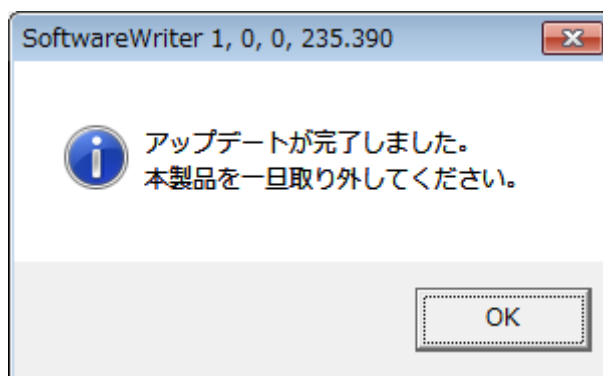 SoftwareWriter 1, 0, 0, 235.390
アップデートが完了しました。
本製品を一旦取り外してください。
OK